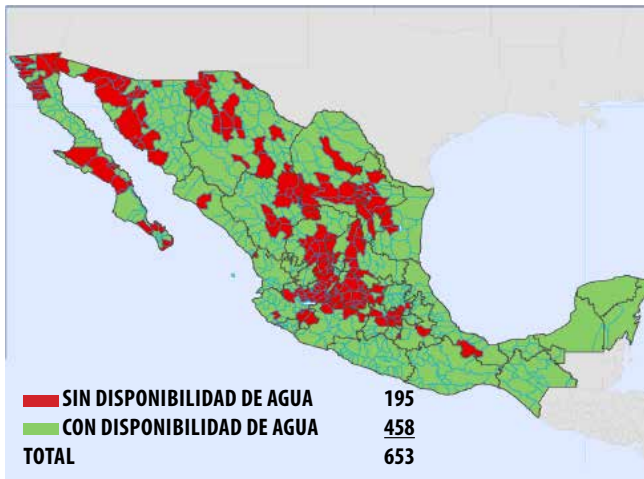 SIN DISPONIBILIDAD DE AGUA 195
CON DISPONIBILIDAD DE AGUA 458
TOTAL 653